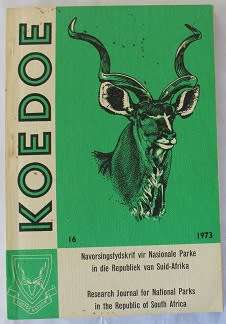 KOEDOE
16 1973
Navorsingstydskrif vir Nasionale Parke
in die Republiek van Suid-Afrika
Research Journal for National Parks
in the Republic of South Africa